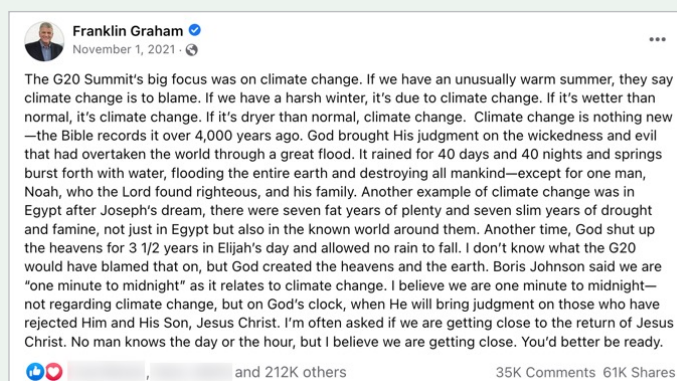 Franklin Graham
November 1, 2021 ·
The G20 Summit's big focus was on climate change. If we have an unusually warm summer, they say
climate change is to blame. If we have a harsh winter, it's due to climate change. If it's wetter than
normal, it's climate change. If it's dryer than normal, climate change.  Climate change is nothing new
—the Bible records it over 4,000 years ago. God brought His judgment on the wickedness and evil
that had overtaken the world through a great flood. It rained for 40 days and 40 nights and springs
burst forth with water, flooding the entire earth and destroying all mankind—except for one man,
Noah, who the Lord found righteous, and his family. Another example of climate change was in
Egypt after Joseph's dream, there were seven fat years of plenty and seven slim years of drought
and famine, not just in Egypt but also in the known world around them. Another time, God shut up
the heavens for 3 1/2 years in Elijah's day and allowed no rain to fall. I don't know what the G20
would have blamed that on, but God created the heavens and the earth. Boris Johnson said we are
"one minute to midnight" as it relates to climate change. I believe we are one minute to midnight—
not regarding climate change, but on God's clock, when He will bring judgment on those who have
rejected Him and His Son, Jesus Christ. I'm often asked if we are getting close to the return of Jesus
Christ. No man knows the day or the hour, but I believe we are getting close. You'd better be ready.
, and 212K others 35K Comments 61K Shares